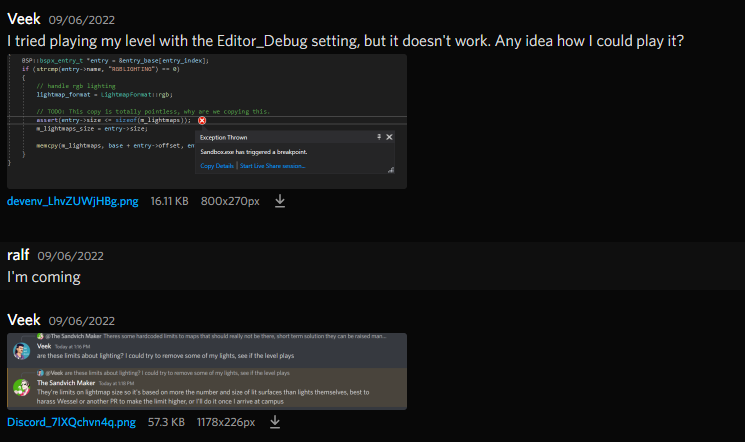 Veek 09/06/2022
I tried playing my level with the Editor_Debug setting, but it doesn't work. Any idea how I could play it?
BSP::bspx_entry_t *entry = &entry_base[entry_index];
if (strcmp(entry->name, "RGBLIGHTING") == 0)
{
// handle rgb lighting
lightmap_format = LightmapFormat::rgb;
// TODO: This copy is totally pointless, why are we copying this.
assert(entry->size <= sizeof(m_lightmaps));
m_lightmaps_size = entry->size;
memcpy(m_lightmaps, base + entry->offset, en
}
}
Exception Thrown
Sandbox.exe has triggered a breakpoint.
Copy Details | Start Live Share session...
devenv_LhvZUWjHBg.png 16.11 KB 800x270px
ralf 09/06/2022
I'm coming
Veek 09/06/2022
@The Sandvich Maker Theres some hardcoded limits to maps that should really not be there, short term solution they can be raised man...
Veek Today at 1:16 PM
are these limits about lighting? I could try to remove some of my lights, see if the level plays
@Veek are these limits about lighting? I could try to remove some of my lights, see if the level plays
The Sandvich Maker Today at 1:18 PM
They're limits on lightmap size so it's based on more the number and size of lit surfaces than lights themselves, best to
harass Wessel or another PR to make the limit higher, or I'll do it once I arrive at campus
Discord_7lXQchvn4q.png 57.3 KB 1178x226px